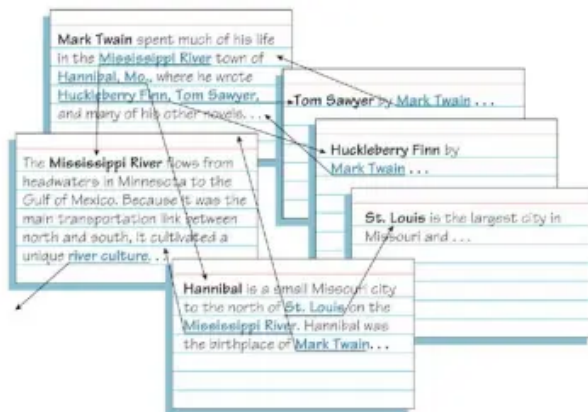 Mark Twain spent much of his life
in the Mississippi River town of
Hannibal, Mo., where he wrote
Huckleberry Finn, Tom Sawyer,
and many of his other novels. . .
Tom Sawyer by Mark Twain . . .
Huckleberry Finn by
Mark Twain . . .
The Mississippi River flows from
headwaters in Minnesota to the
Gulf of Mexico. Because it was the
main transportation link between
north and south, it cultivated a
unique river culture. . .
St. Louis is the largest city in
Missouri and . . .
Hannibal is a small Missouri city
to the north of St. Louis on the
Mississippi River. Hannibal was
the birthplace of Mark Twain. . .